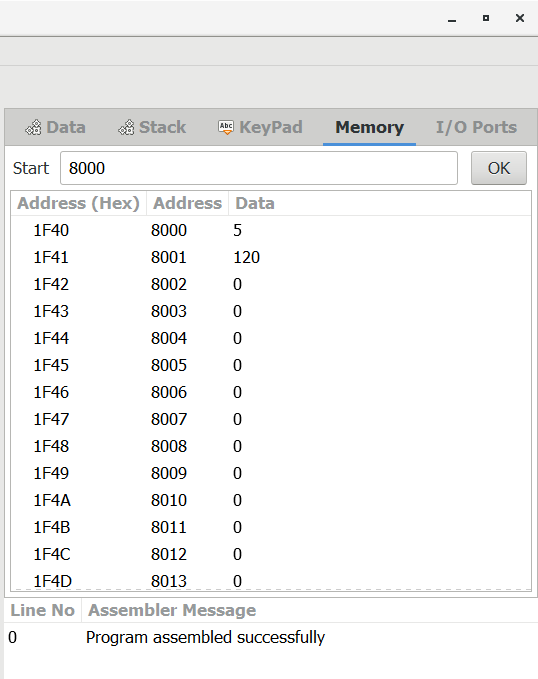 Data Stack Abc KeyPad Memory I/O Ports
Start 8000 OK
Address (Hex) Address Data
1F40 8000 5
1F41 8001 120
1F42 8002 0
1F43 8003 0
1F44 8004 0
1F45 8005 0
1F46 8006 0
1F47 8007 0
1F48 8008 0
1F49 8009 0
1F4A 8010 0
1F4B 8011 0
1F4C 8012 0
1F4D 8013 0
Line No Assembler Message
0 Program assembled successfully